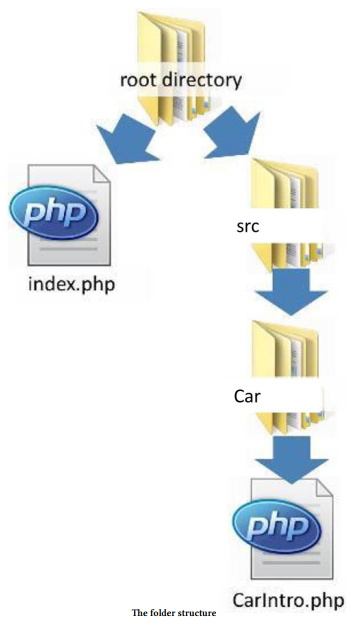 root directory
php
index.php
src
Car
php
CarIntro.php
The folder structure